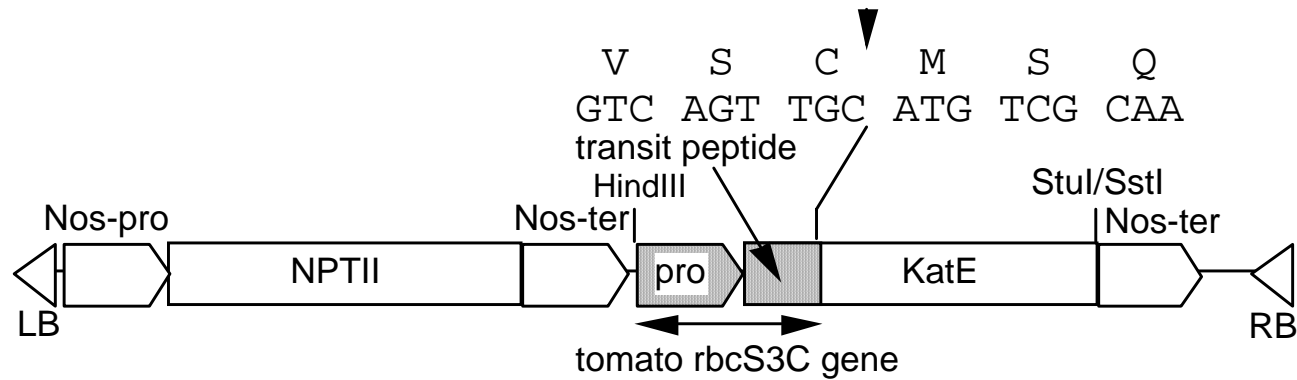 V S C M S Q
GTC AGT TGC ATG TCG CAA
transit peptide
HindIII
StuI/SstI
Nos-pro
Nos-ter
Nos-ter
NPTII
pro
KatE
LB
RB
tomato rbcS3C gene